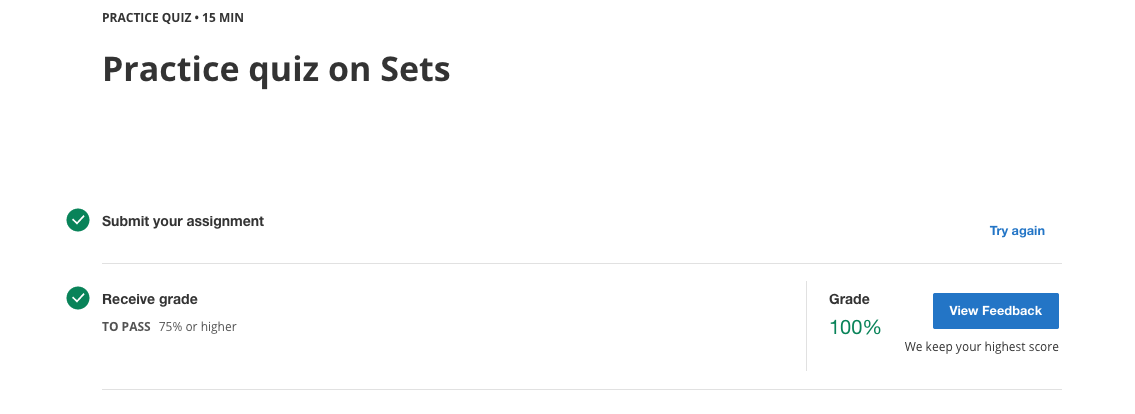 PRACTICE QUIZ • 15 MIN
Practice quiz on Sets
Submit your assignment
Try again
Receive grade
TO PASS 75% or higher
Grade
100%
View Feedback
We keep your highest score